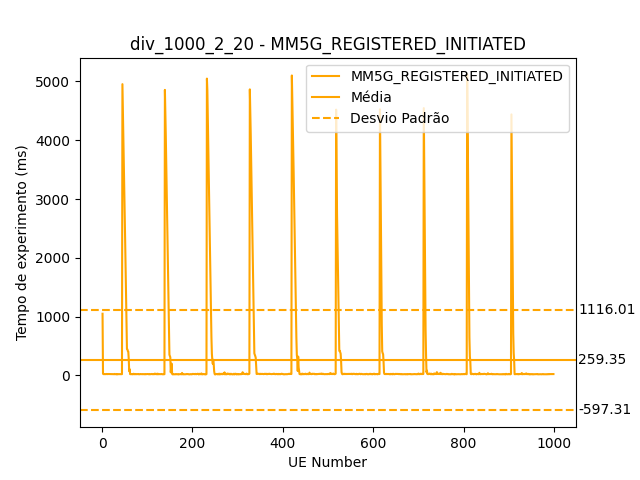 div_1000_2_20 - MM5G_REGISTERED_INITIATED
MM5G_REGISTERED_INITIATED
Média
Desvio Padrão
Tempo de experimento (ms)
5000
4000
3000
2000
1000
0
1116.01
259.35
-597.31
0 200 400 600 800 1000
UE Number